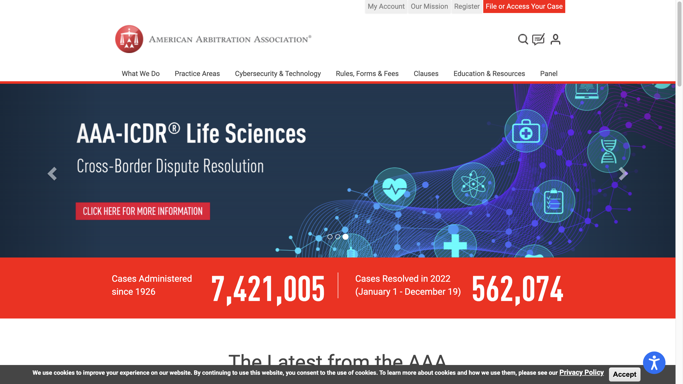 My Account Our Mission Register File or Access Your Case
AMERICAN ARBITRATION ASSOCIATION®
What We Do Practice Areas Cybersecurity & Technology Rules, Forms & Fees Clauses Education & Resources Panel
AAA-ICDR® Life Sciences
Cross-Border Dispute Resolution
CLICK HERE FOR MORE INFORMATION
Cases Administered
since 1926
7,421,005
Cases Resolved in 2022
(January 1 - December 19)
562,074
The Latest from the AAA
We use cookies to improve your experience on our website. By continuing to use this website, you consent to the use of cookies. To learn more about cookies and how we use them, please see our Privacy Policy Accept